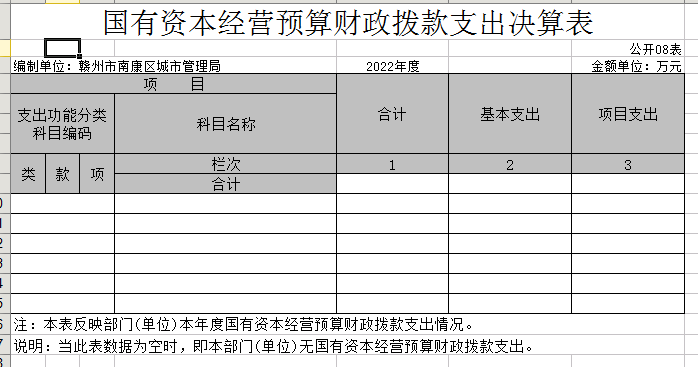 国有资本经营预算财政拨款支出决算表
公开08表
编制单位：赣州市南康区城市管理局 2022年度 金额单位：万元
项 目 合计 基本支出 项目支出
支出功能分类
科目编码
科目名称
类 款 项 栏次 1 2 3
合计
注：本表反映部门(单位)本年度国有资本经营预算财政拨款支出情况。
说明：当此表数据为空时，即本部门(单位)无国有资本经营预算财政拨款支出。